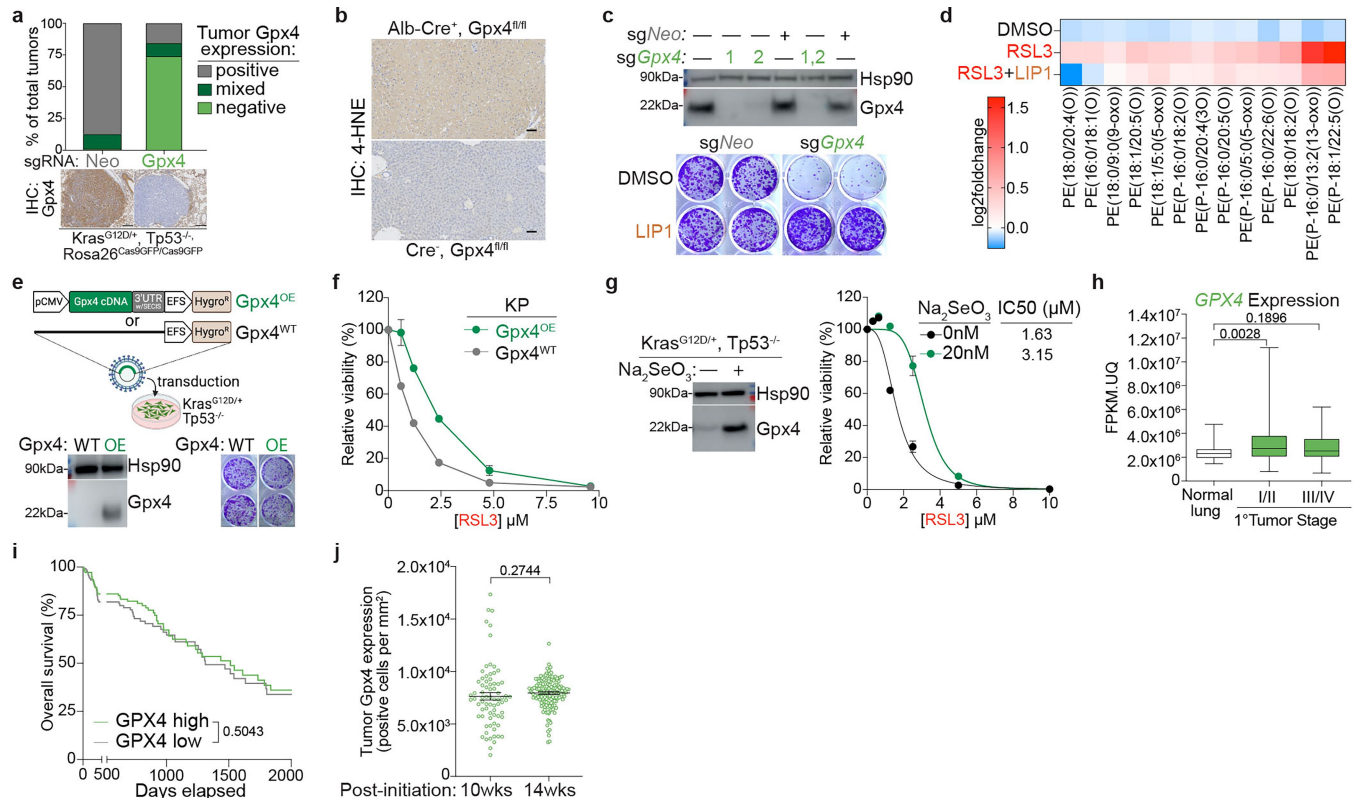 a
% of total tumors
100
75
50
25
0
Tumor Gpx4
expression:
positive
mixed
negative
sgRNA: Neo Gpx4
IHC:
Gpx4
KrasG12D/+, Tp53-/-,
Rosa26Cas9GFP/Cas9GFP
b
Alb-Cre+, Gpx4fl/fl
IHC: 4-HNE
Cre-, Gpx4fl/fl
c
sgNeo: — — — + — +
sgGpx4: — 1 2 — 1,2 —
90kDa- Hsp90
22kDa- Gpx4
sgNeo sgGpx4
DMSO
LIP1
d
DMSO
RSL3
RSL3+LIP1
log2foldchange
1.5
1.0
0.5
0.0
PE(18:0/20:4(O))
PE(16:0/18:1(O))
PE(18:0/9:0(9-oxo))
PE(18:1/20:5(O))
PE(18:1/5:0(5-oxo))
PE(P-16:0/18:2(O))
PE(P-16:0/20:4(3O))
PE(P-16:0/20:5(O))
PE(P-16:0/5:0(5-oxo))
PE(P-16:0/22:6(O))
PE(18:0/18:2(O))
PE(P-16:0/13:2(13-oxo))
PE(P-18:1/22:5(O))
e
pCMV Gpx4 cDNA 3'UTR w/SECIS EFS HygroR Gpx4OE
or
EFS HygroR Gpx4WT
transduction
KrasG12D/+
Tp53-/-
Gpx4: WT OE
90kDa- Hsp90
22kDa- Gpx4
Gpx4: WT OE
f
Relative viability (%)
120
100
80
60
40
20
0
KP
Gpx4OE
Gpx4WT
0 2.5 5.0 7.5 10
[RSL3] µM
g
KrasG12D/+, Tp53-/-
Na2SeO3: — +
90kDa- Hsp90
22kDa- Gpx4
Relative viability (%)
120
100
80
60
40
20
0
Na2SeO3 IC50 (µM)
0nM 1.63
20nM 3.15
0 2 4 6 8 10
[RSL3] µM
h
GPX4 Expression
FPKM.UQ
1.4x10⁷
1.2x10⁷
1.0x10⁷
8.0x10⁶
6.0x10⁶
4.0x10⁶
2.0x10⁶
0
0.1896
0.0028
Normal
lung
I/II III/IV
1°Tumor Stage
i
Overall survival (%)
100
75
50
25
0
GPX4 high
GPX4 low
0.5043
0 500 1000 1500 2000
Days elapsed
j
Tumor Gpx4 expression
(positve cells per mm²)
2.0x10⁴
1.5x10⁴
1.0x10⁴
5.0x10³
0
0.2744
Post-initiation: 10wks 14wks